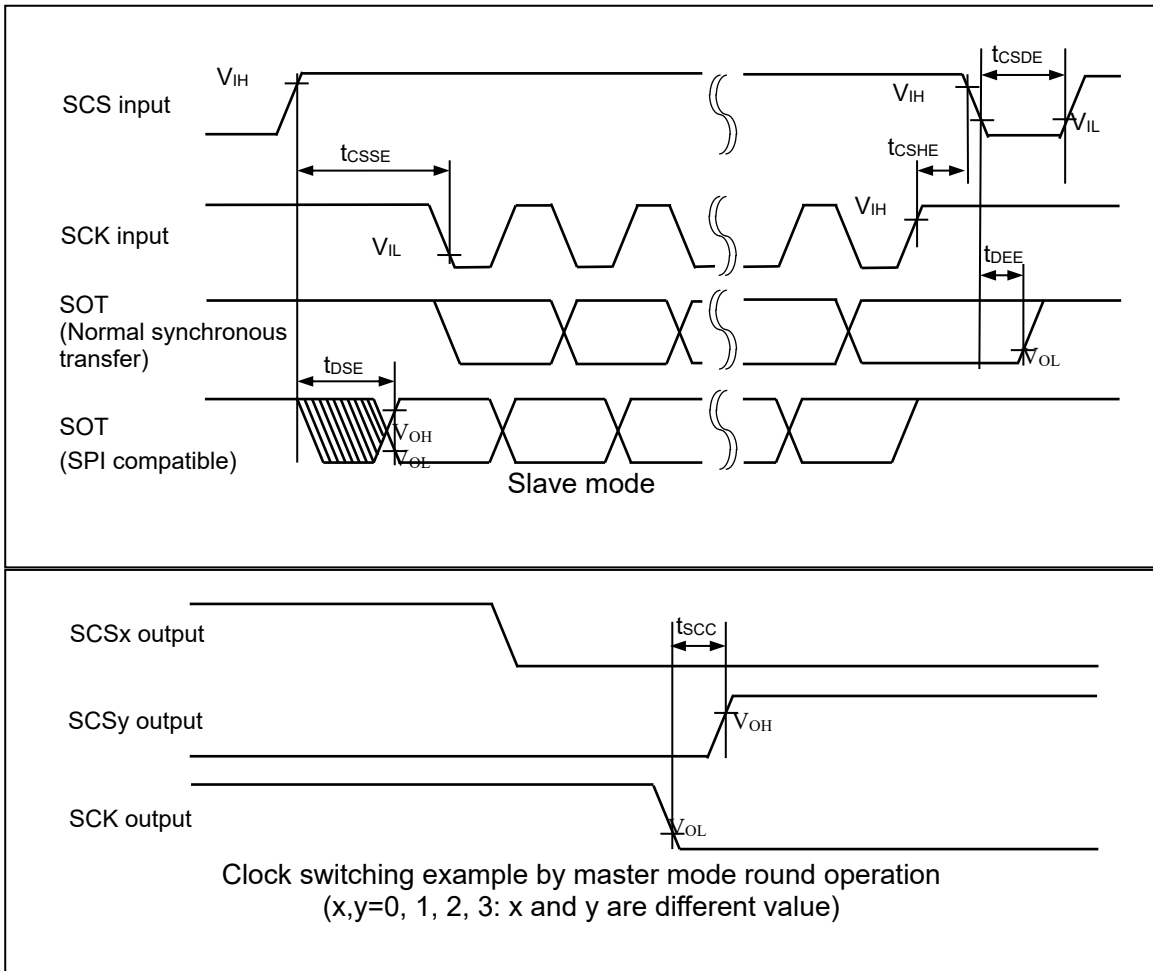 tCSDE
VIH
SCS input
VIH
VIL
tCSHE
tCSSE
VIH
SCK input
VIL
tDEE
SOT
(Normal synchronous
transfer)
VOL
tDSE
SOT
(SPI compatible)
VOH
VOL
Slave mode
SCSx output
tSCC
SCSy output
VOH
SCK output
VOL
Clock switching example by master mode round operation
(x,y=0, 1, 2, 3: x and y are different value)